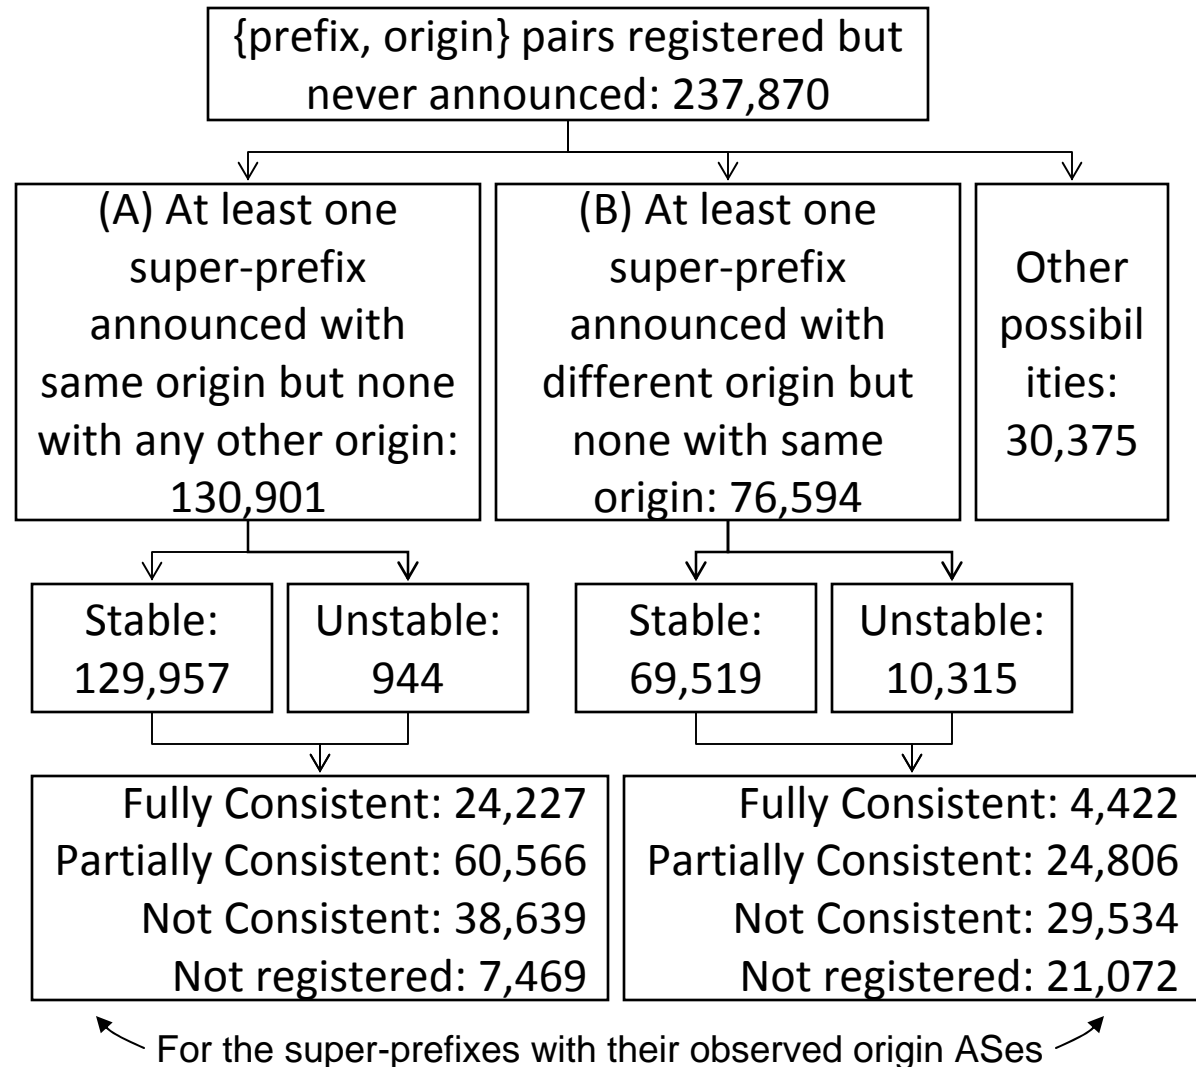 {prefix, origin} pairs registered but
never announced: 237,870
(A) At least one
super-prefix
announced with
same origin but none
with any other origin:
130,901
(B) At least one
super-prefix
announced with
different origin but
none with same
origin: 76,594
Other
possibil
ities:
30,375
Stable:
129,957
Unstable:
944
Stable:
69,519
Unstable:
10,315
Fully Consistent: 24,227
Partially Consistent: 60,566
Not Consistent: 38,639
Not registered: 7,469
Fully Consistent: 4,422
Partially Consistent: 24,806
Not Consistent: 29,534
Not registered: 21,072
For the super-prefixes with their observed origin ASes